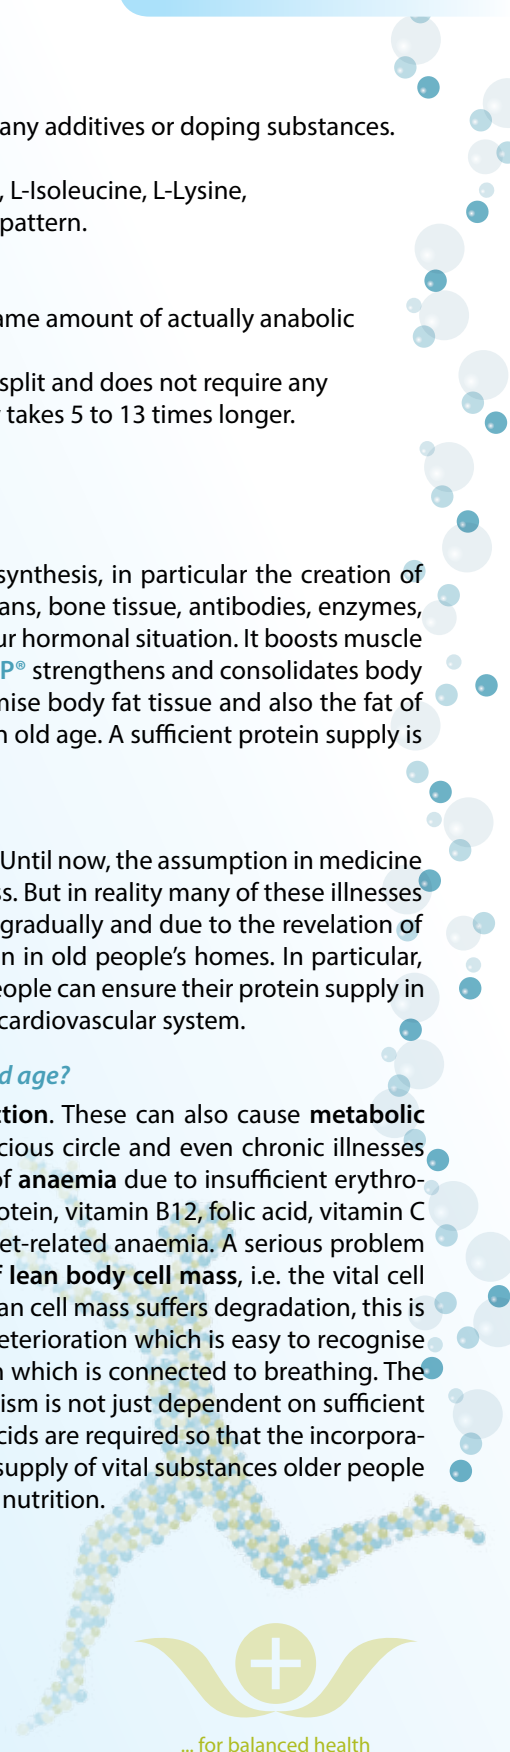 any additives or doping substances.
, L-Isoleucine, L-Lysine,
pattern.
ame amount of actually anabolic
split and does not require any
takes 5 to 13 times longer.
synthesis, in particular the creation of
ans, bone tissue, antibodies, enzymes,
ur hormonal situation. It boosts muscle
P® strengthens and consolidates body
mise body fat tissue and also the fat of
n old age. A sufficient protein supply is
Until now, the assumption in medicine
ss. But in reality many of these illnesses
gradually and due to the revelation of
n in old people's homes. In particular,
eople can ensure their protein supply in
cardiovascular system.
d age?
ction. These can also cause metabolic
cious circle and even chronic illnesses
of anaemia due to insufficient erythro-
otein, vitamin B12, folic acid, vitamin C
et-related anaemia. A serious problem
f lean body cell mass, i.e. the vital cell
an cell mass suffers degradation, this is
eterioration which is easy to recognise
n which is connected to breathing. The
ism is not just dependent on sufficient
cids are required so that the incorpora-
supply of vital substances older people
nutrition.
... for balanced health